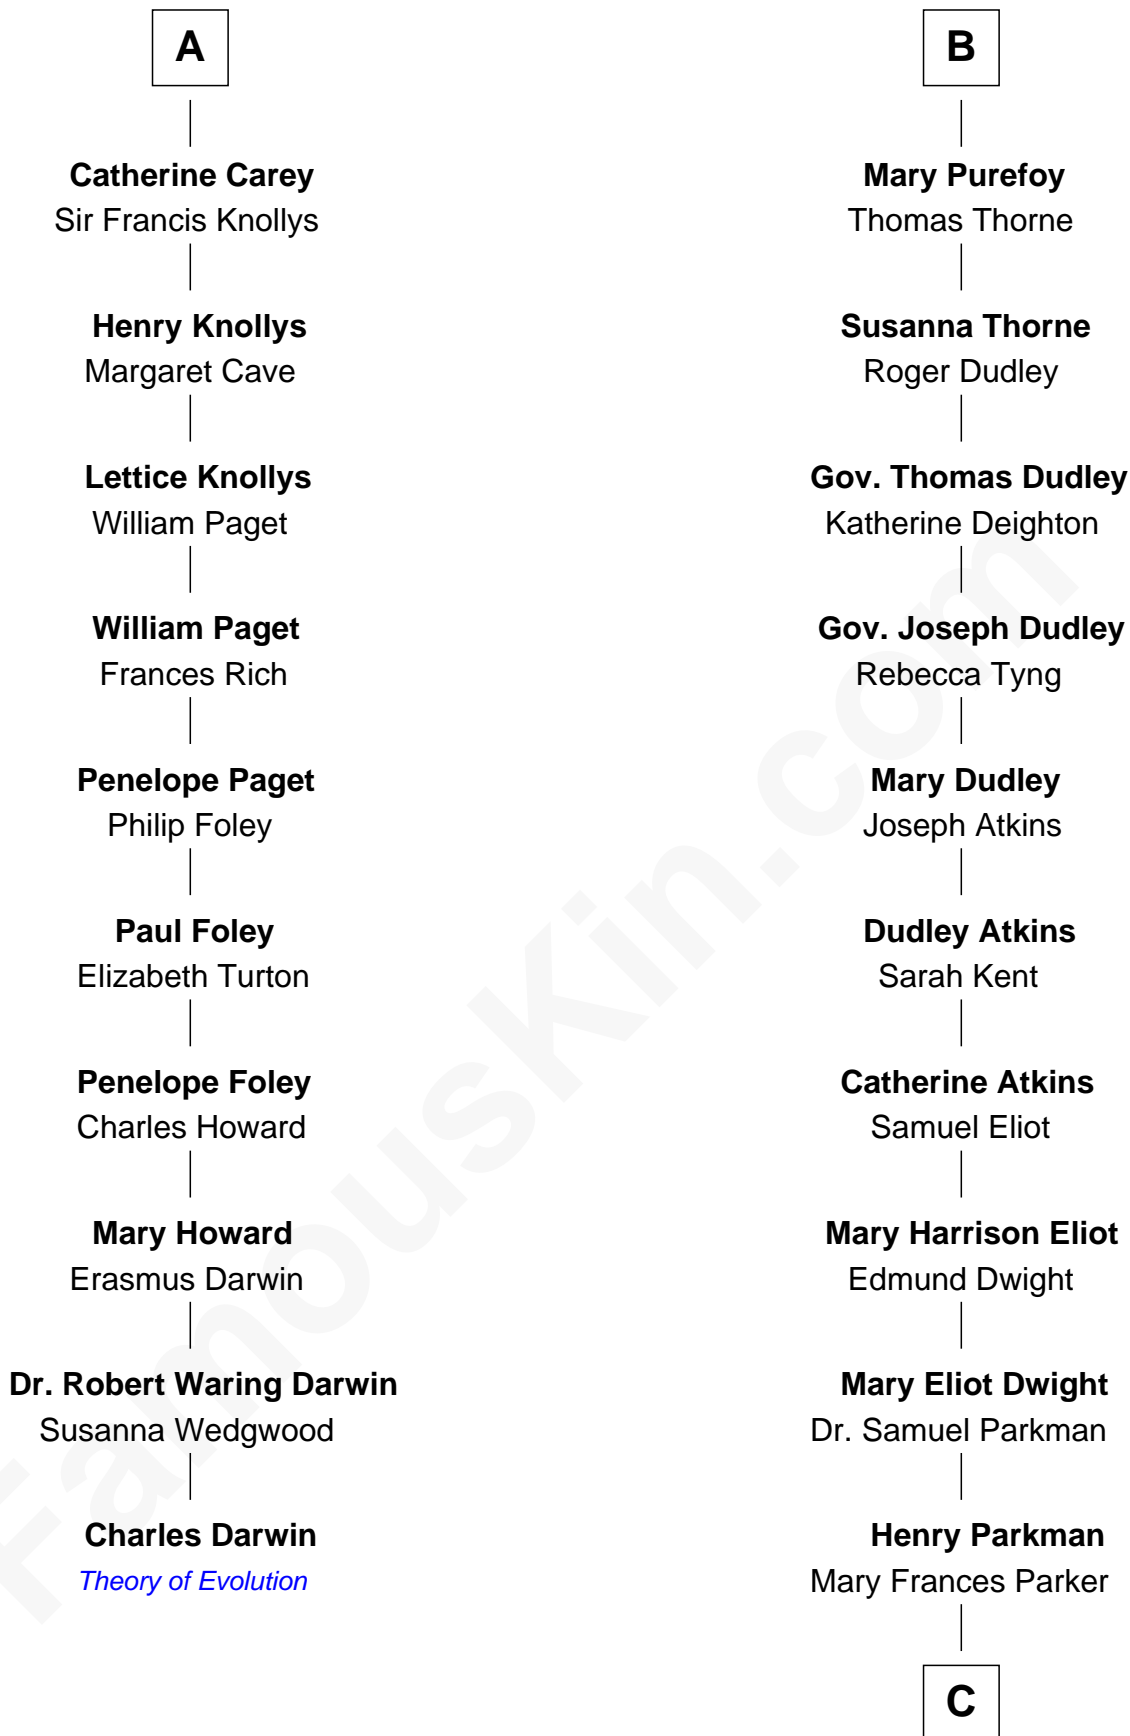 A
Catherine Carey
Sir Francis Knollys
Henry Knollys
Margaret Cave
Lettice Knollys
William Paget
William Paget
Frances Rich
Penelope Paget
Philip Foley
Paul Foley
Elizabeth Turton
Penelope Foley
Charles Howard
Mary Howard
Erasmus Darwin
Dr. Robert Waring Darwin
Susanna Wedgwood
Charles Darwin
Theory of Evolution
B
Mary Purefoy
Thomas Thorne
Susanna Thorne
Roger Dudley
Gov. Thomas Dudley
Katherine Deighton
Gov. Joseph Dudley
Rebecca Tyng
Mary Dudley
Joseph Atkins
Dudley Atkins
Sarah Kent
Catherine Atkins
Samuel Eliot
Mary Harrison Eliot
Edmund Dwight
Mary Eliot Dwight
Dr. Samuel Parkman
Henry Parkman
Mary Frances Parker
C
FamousKin.com